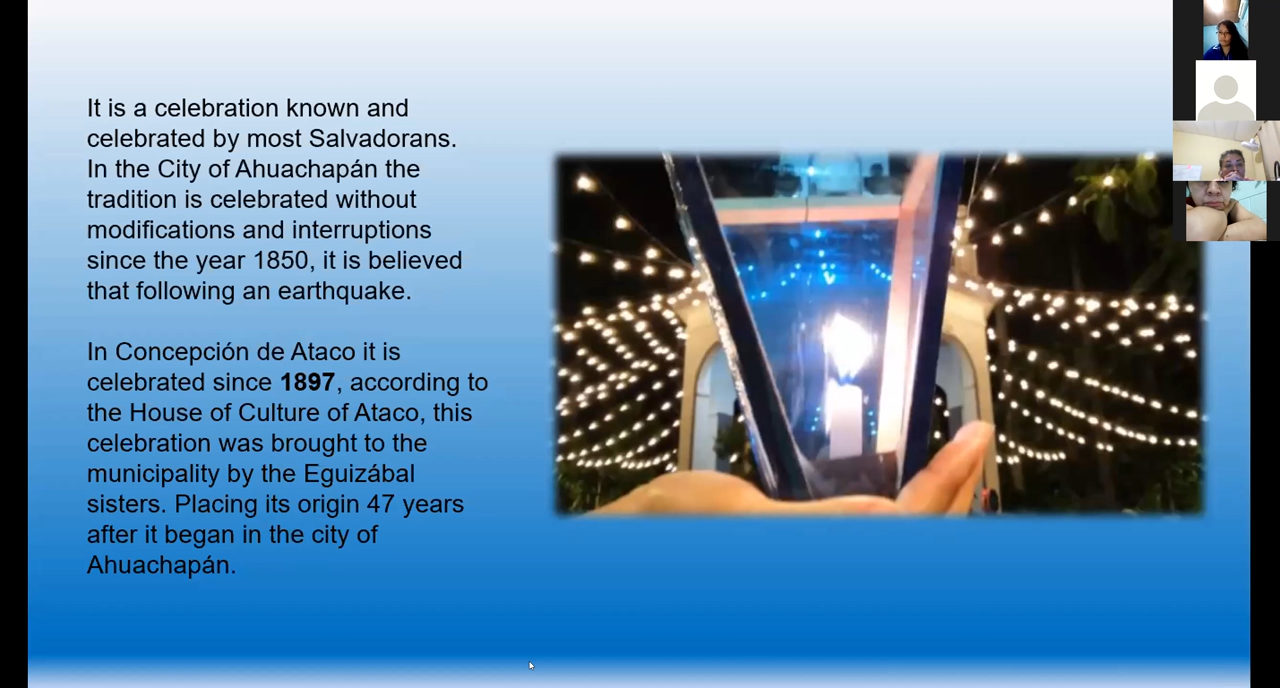 It is a celebration known and
celebrated by most Salvadorans.
In the City of Ahuachapán the
tradition is celebrated without
modifications and interruptions
since the year 1850, it is believed
that following an earthquake.
In Concepción de Ataco it is
celebrated since 1897, according to
the House of Culture of Ataco, this
celebration was brought to the
municipality by the Eguizábal
sisters. Placing its origin 47 years
after it began in the city of
Ahuachapán.